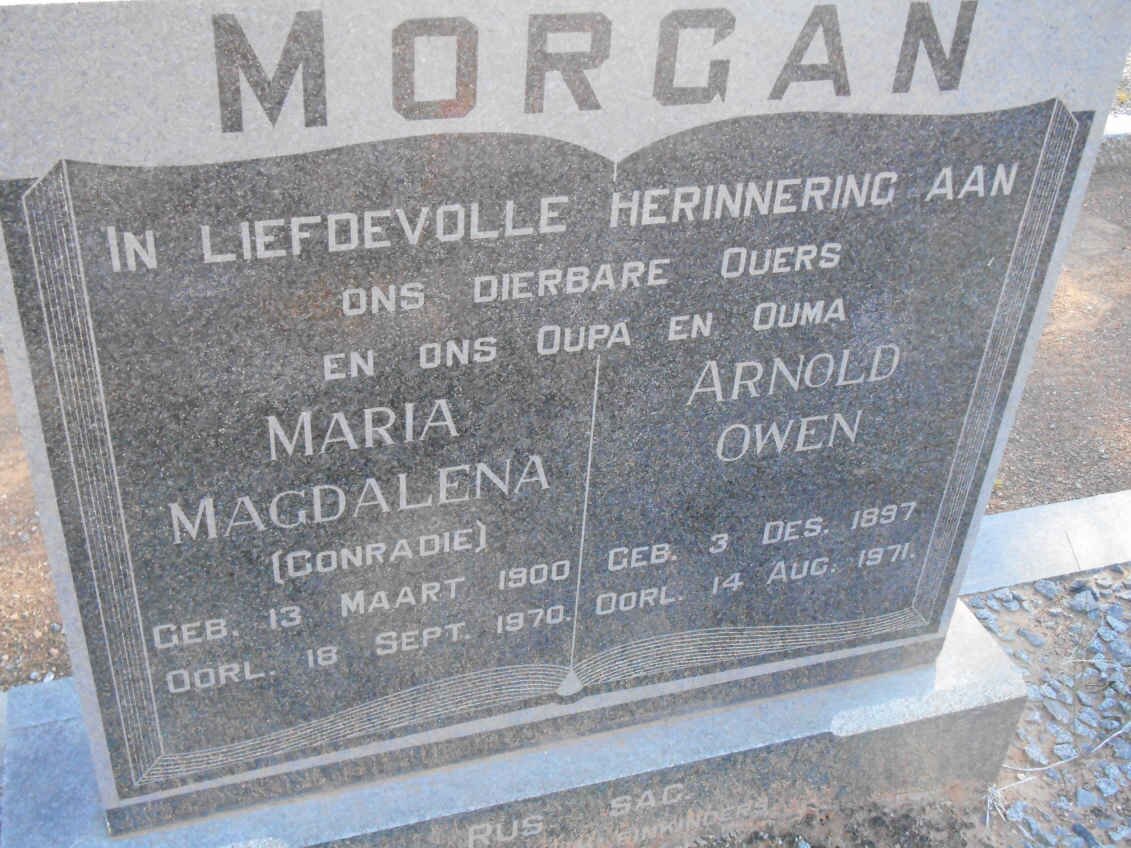 MORGAN
IN LIEFDEVOLLE HERINNERING AAN
ONS DIERBARE OUERS
EN ONS OUPA EN OUMA
MARIA
MAGDALENA
(CONRADIE)
GEB. 13 MAART 1900
OORL. 18 SEPT. 1970.
ARNOLD
OWEN
GEB. 3 DES. 1897
OORL. 14 AUG. 1971.
RUS SAG